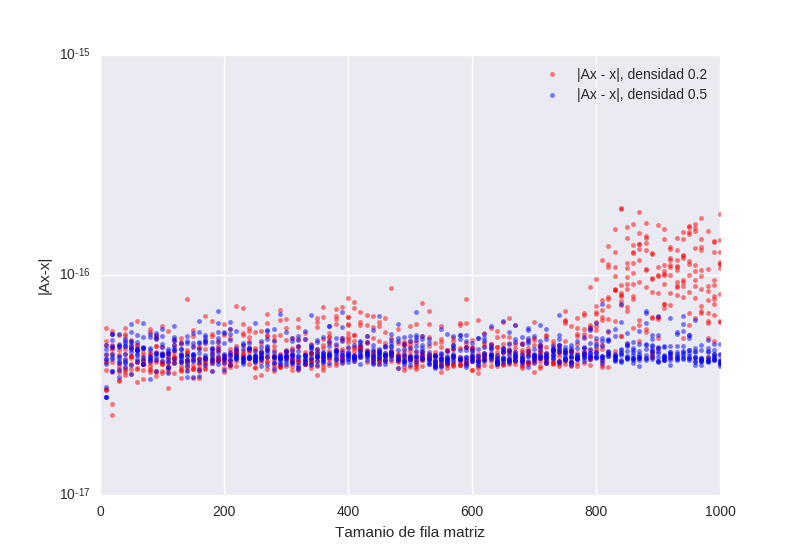 10^-15
|Ax - x|, densidad 0.2
|Ax - x|, densidad 0.5
|Ax-x|
10^-16
10^-17
0 200 400 600 800 1000
Tamanio de fila matriz